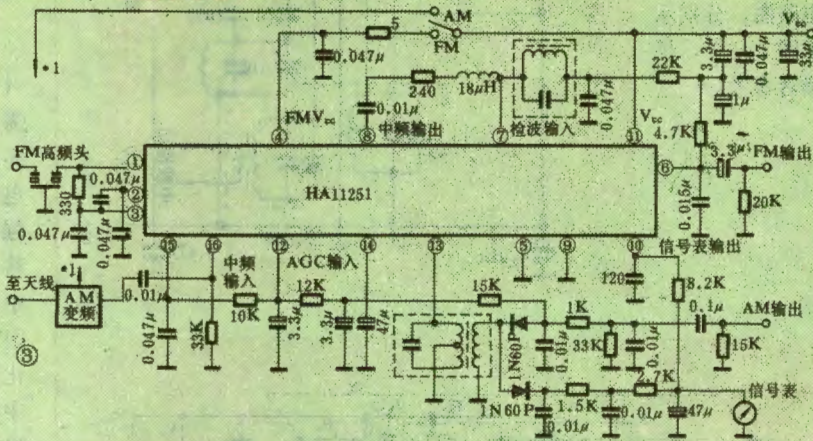 AM
5
FM
Vcc
*1
0.047μ
3.3μ
0.047μ
33μ
240
18μH
0.047μ
22K
1μ
0.01μ
4.7K
FMVcc
④
⑧
中频输出
⑦
检波输入
Vcc
⑪
FM高频头
①
HA11251
⑥
3.3μ
FM输出
330
0.047μ
②
③
0.015μ
20K
0.047μ
0.047μ
⑮
⑯
⑫
⑭
⑬
⑤
⑨
⑩
信号表输出
中频输入
AGC输入
至天线
*1
AM变频
0.01μ
10K
12K
15K
120
8.2K
0.1μ
AM输出
0.047μ
33K
3.3μ
3.3μ
47μ
1N60P
0.01μ
1K
33K
0.01μ
15K
1N60P
0.01μ
1.5K
0.01μ
2.7K
47μ
信号表
⑧